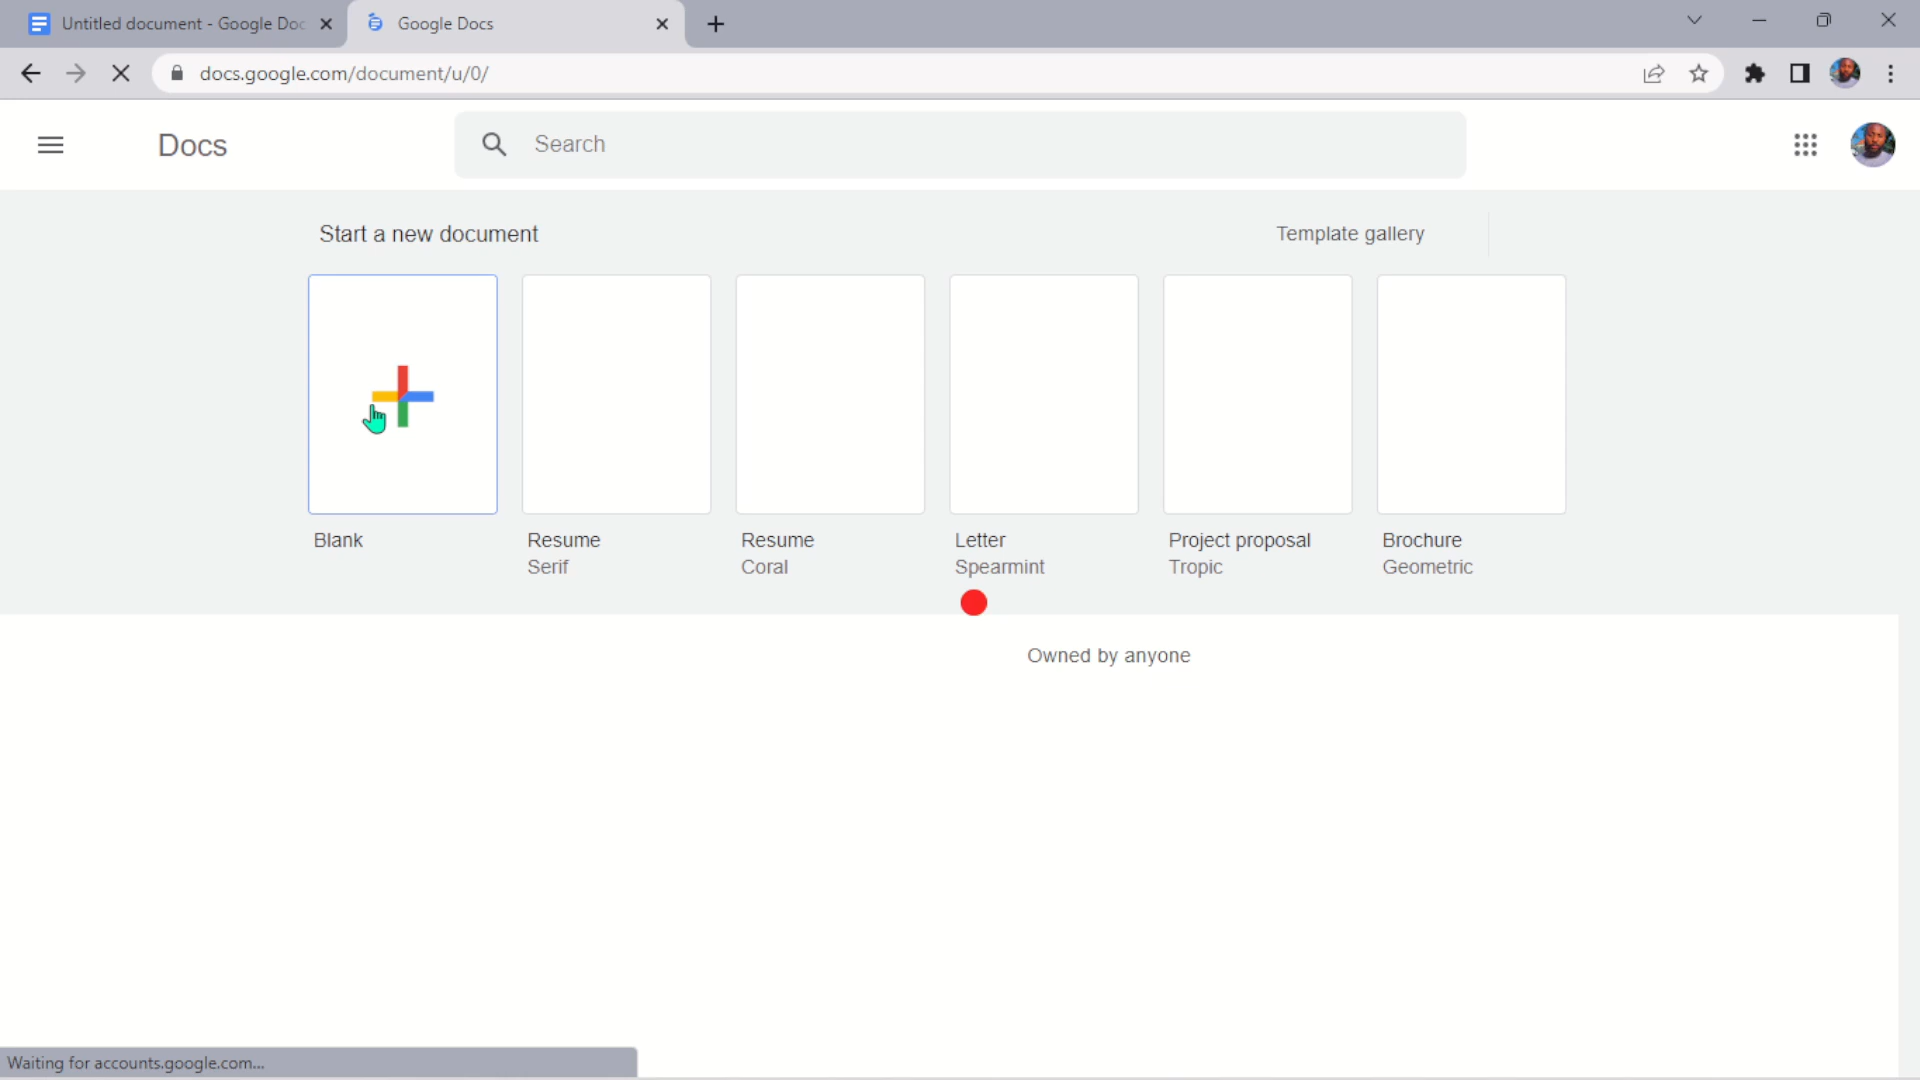 Untitled document - Google Doc
Google Docs
docs.google.com/document/u/0/
Docs
Search
Start a new document
Template gallery
Blank
Resume
Serif
Resume
Coral
Letter
Spearmint
Project proposal
Tropic
Brochure
Geometric
Owned by anyone
Waiting for accounts.google.com...